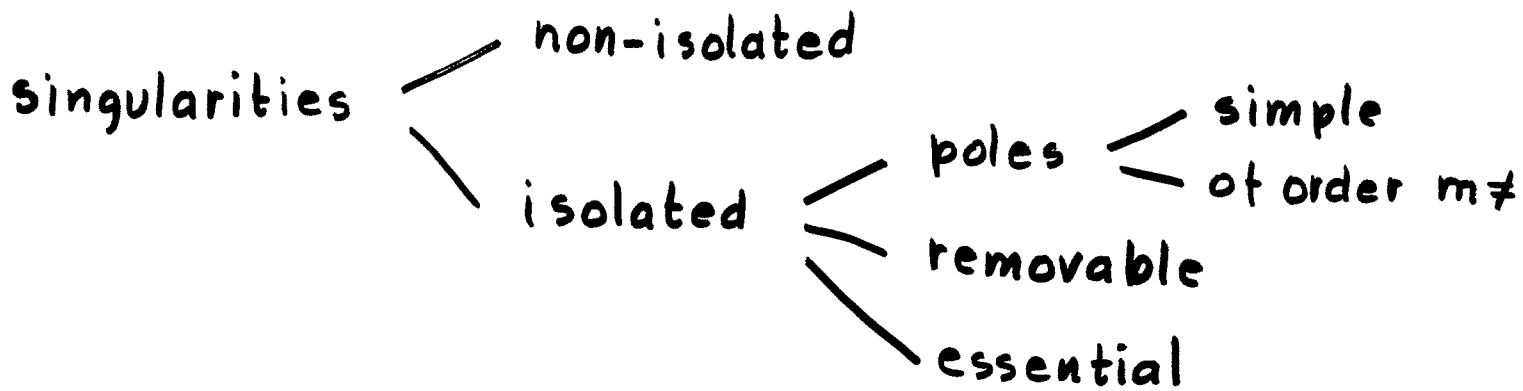 non-isolated
singularities
simple
poles
of order m≠
isolated
removable
essential